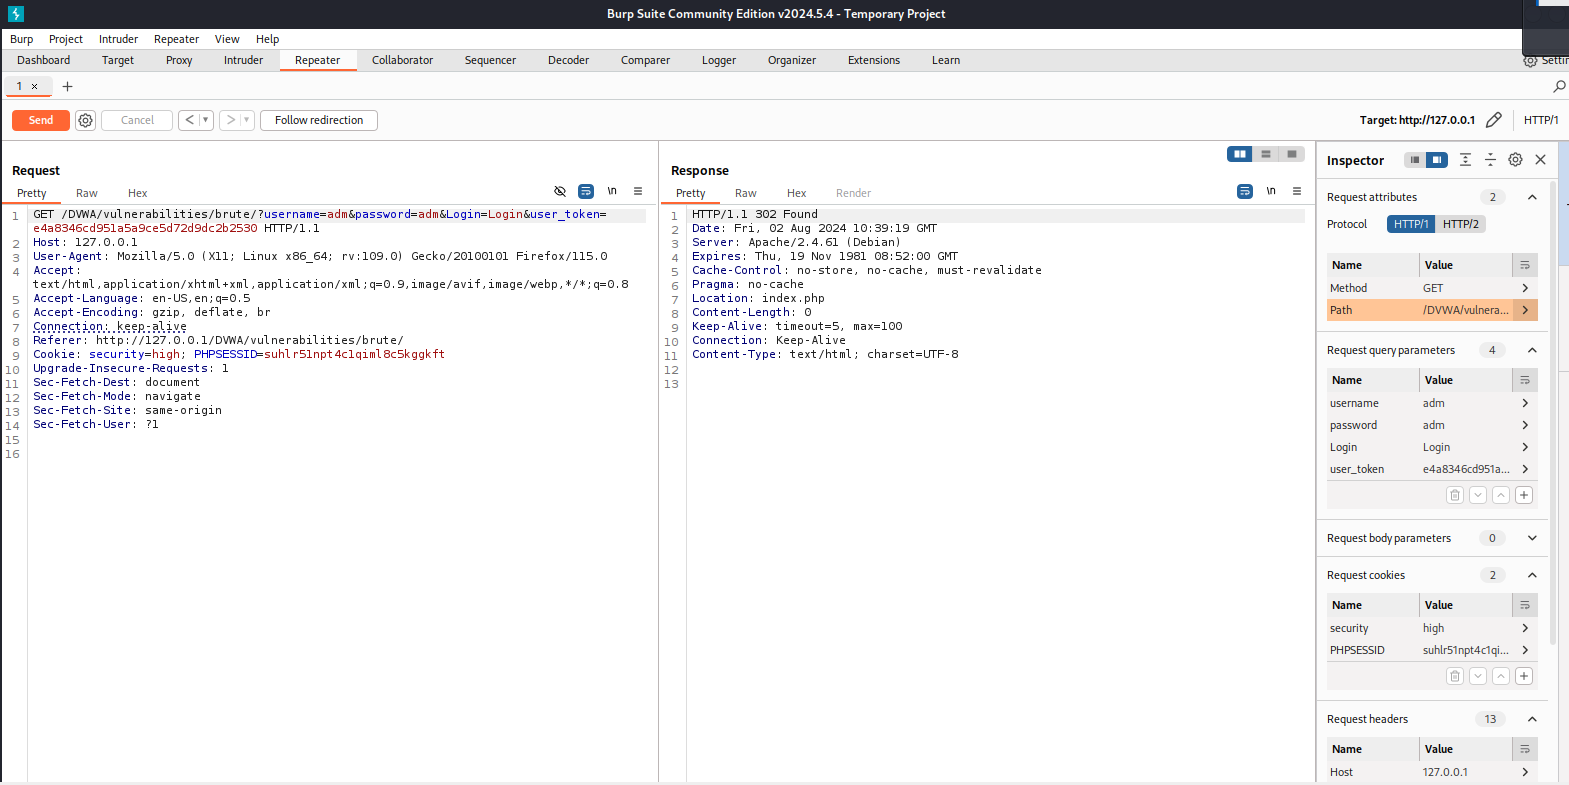 Burp Suite Community Edition v2024.5.4 - Temporary Project
Burp Project Intruder Repeater View Help
Dashboard Target Proxy Intruder Repeater Collaborator Sequencer Decoder Comparer Logger Organizer Extensions Learn
1 × +
Send Cancel < > Follow redirection Target: http://127.0.0.1 HTTP/1
Request
Pretty Raw Hex \n
1 GET /DVWA/vulnerabilities/brute/?username=adm&password=adm&Login=Login&user_token=
e4a8346cd951a5a9ce5d72d9dc2b2530 HTTP/1.1
2 Host: 127.0.0.1
3 User-Agent: Mozilla/5.0 (X11; Linux x86_64; rv:109.0) Gecko/20100101 Firefox/115.0
4 Accept:
text/html,application/xhtml+xml,application/xml;q=0.9,image/avif,image/webp,*/*;q=0.8
5 Accept-Language: en-US,en;q=0.5
6 Accept-Encoding: gzip, deflate, br
7 Connection: keep-alive
8 Referer: http://127.0.0.1/DVWA/vulnerabilities/brute/
9 Cookie: security=high; PHPSESSID=suhlr51npt4c1qiml8c5kggkft
10 Upgrade-Insecure-Requests: 1
11 Sec-Fetch-Dest: document
12 Sec-Fetch-Mode: navigate
13 Sec-Fetch-Site: same-origin
14 Sec-Fetch-User: ?1
15
16
Response
Pretty Raw Hex Render \n
1 HTTP/1.1 302 Found
2 Date: Fri, 02 Aug 2024 10:39:19 GMT
3 Server: Apache/2.4.61 (Debian)
4 Expires: Thu, 19 Nov 1981 08:52:00 GMT
5 Cache-Control: no-store, no-cache, must-revalidate
6 Pragma: no-cache
7 Location: index.php
8 Content-Length: 0
9 Keep-Alive: timeout=5, max=100
10 Connection: Keep-Alive
11 Content-Type: text/html; charset=UTF-8
12
13
Inspector
Request attributes 2
Protocol HTTP/1 HTTP/2
Name Value
Method GET
Path /DVWA/vulnera...
Request query parameters 4
Name Value
username adm
password adm
Login Login
user_token e4a8346cd951a...
Request body parameters 0
Request cookies 2
Name Value
security high
PHPSESSID suhlr51npt4c1qi...
Request headers 13
Name Value
Host 127.0.0.1